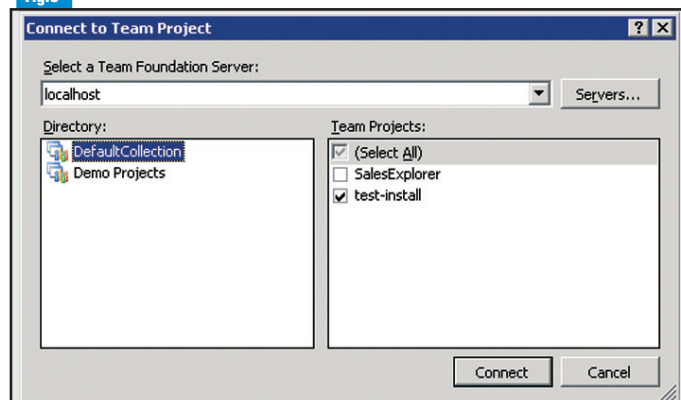 Connect to Team Project
Select a Team Foundation Server:
localhost
Servers...
Directory:
DefaultCollection
Demo Projects
Team Projects:
(Select All)
SalesExplorer
test-install
Connect
Cancel